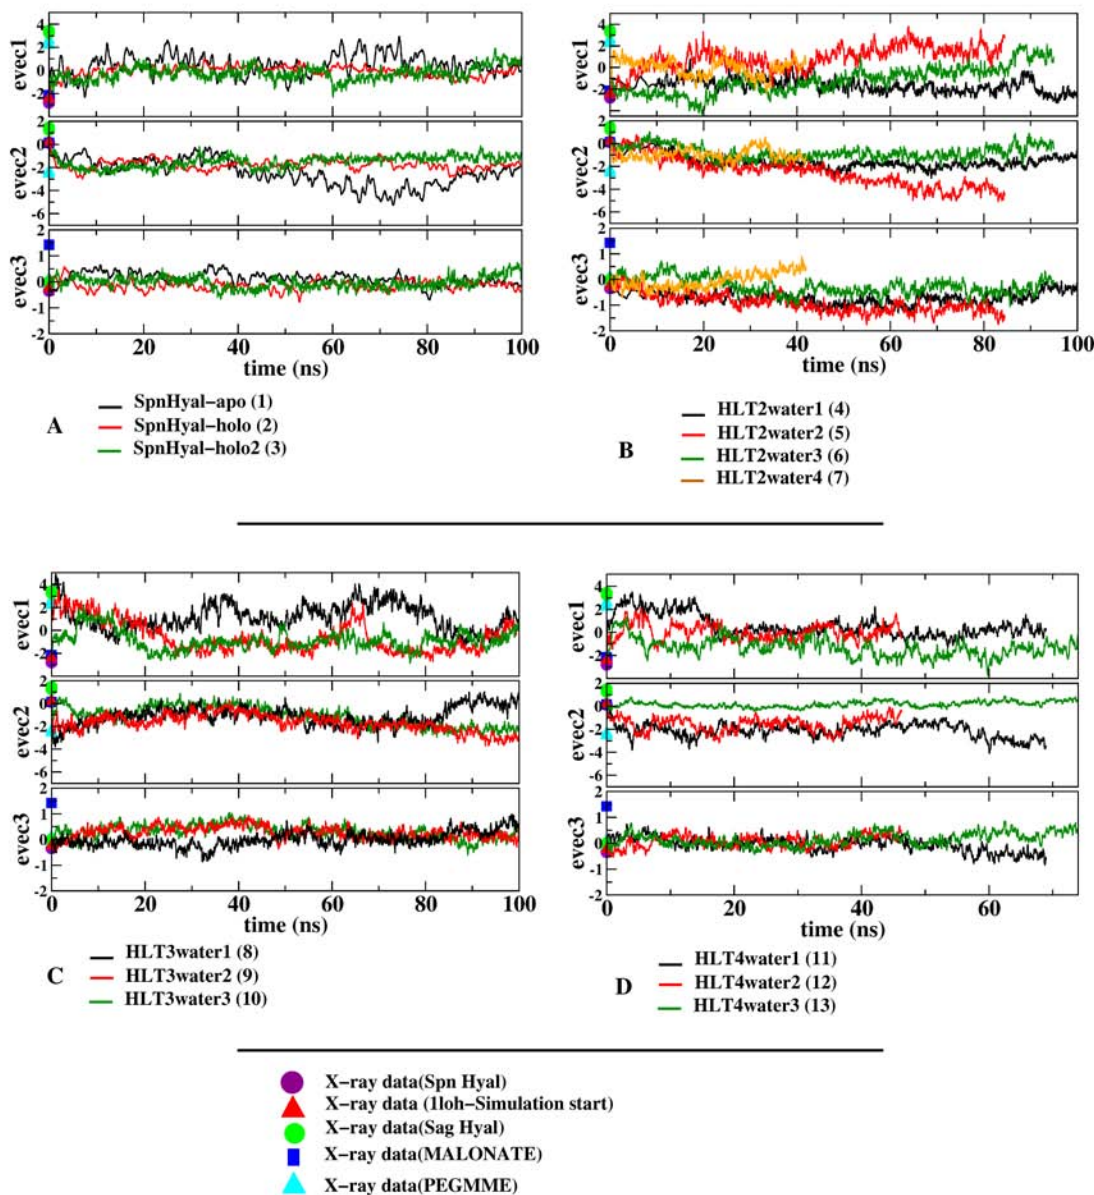 evec1
4
2
0
-2
evec2
2
0
-2
-4
-6
evec3
2
1
0
-1
-2
0 20 40 60 80 100
time (ns)
A
SpnHyal-apo (1)
SpnHyal-holo (2)
SpnHyal-holo2 (3)
evec1
4
2
0
-2
evec2
2
0
-2
-4
-6
evec3
2
1
0
-1
-2
0 20 40 60 80 100
time (ns)
B
HLT2water1 (4)
HLT2water2 (5)
HLT2water3 (6)
HLT2water4 (7)
evec1
4
2
0
-2
evec2
2
0
-2
-4
-6
evec3
2
1
0
-1
-2
0 20 40 60 80 100
time (ns)
C
HLT3water1 (8)
HLT3water2 (9)
HLT3water3 (10)
evec1
4
2
0
-2
evec2
2
0
-2
-4
-6
evec3
2
1
0
-1
-2
0 20 40 60
time (ns)
D
HLT4water1 (11)
HLT4water2 (12)
HLT4water3 (13)
X-ray data(Spn Hyal)
X-ray data (1loh-Simulation start)
X-ray data(Sag Hyal)
X-ray data(MALONATE)
X-ray data(PEGMME)